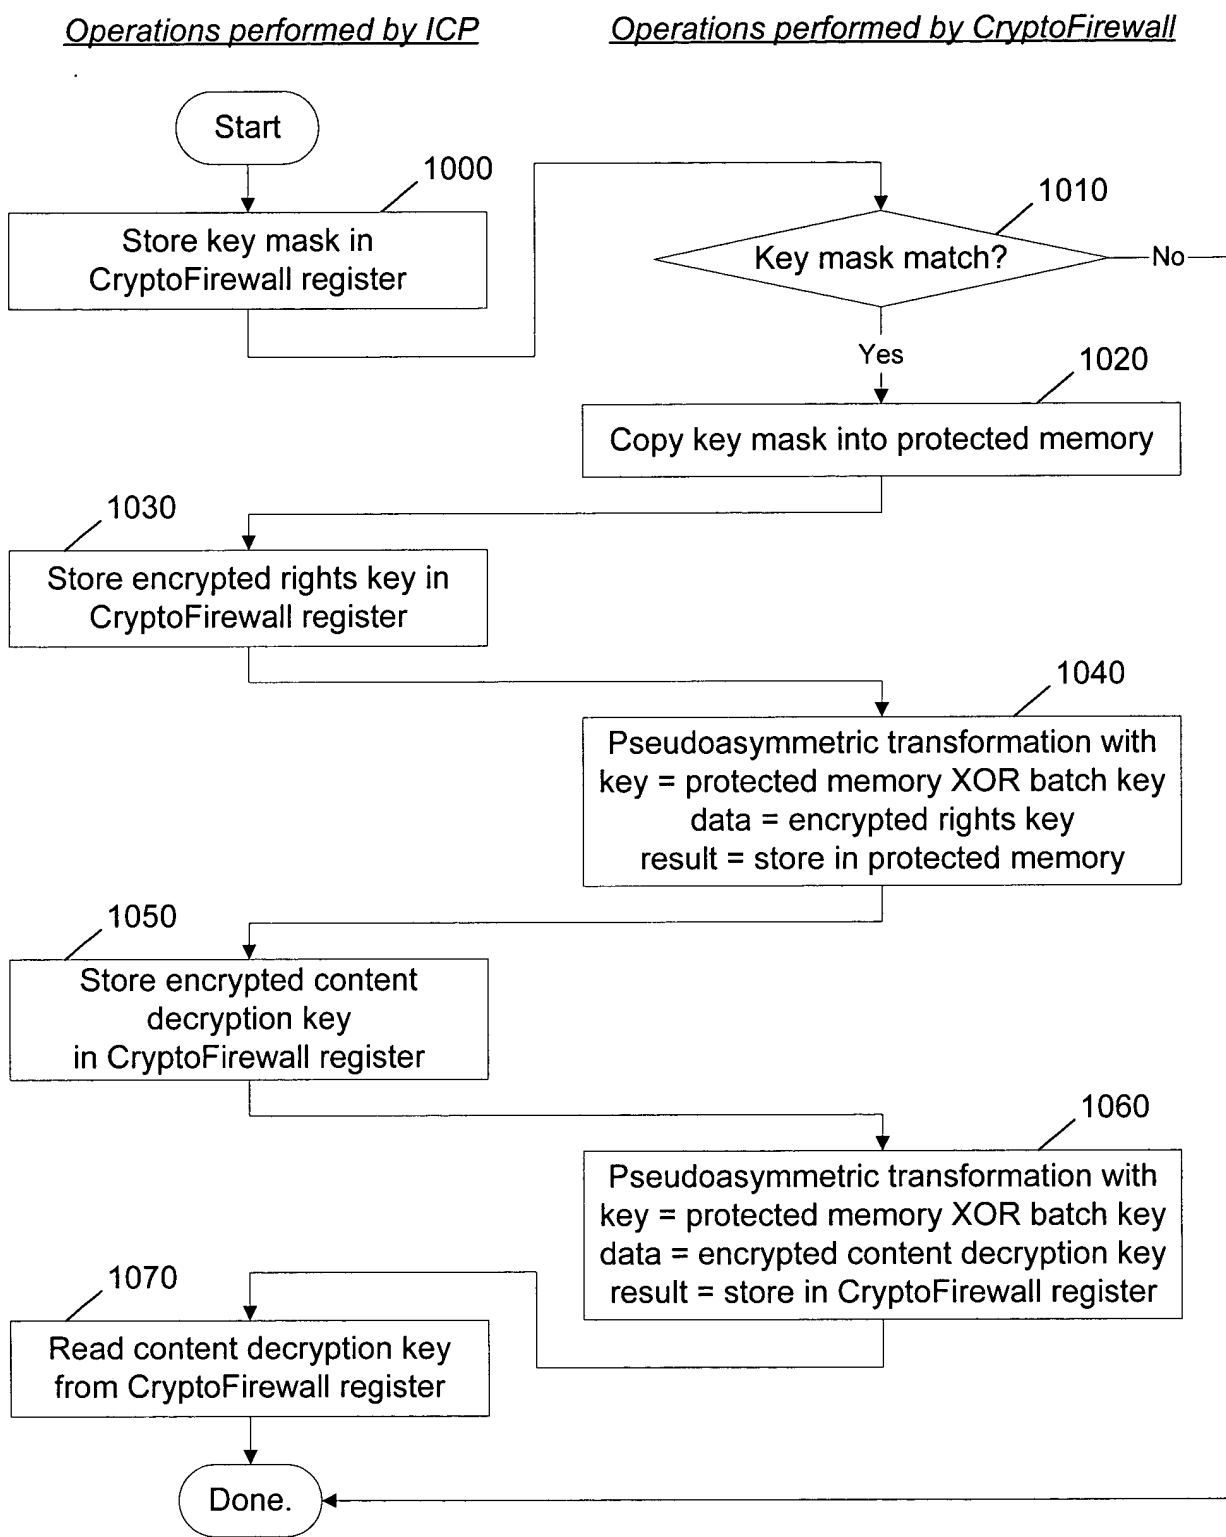 Operations performed by ICP
Operations performed by CryptoFirewall
Start
1000
Store key mask in
CryptoFirewall register
1010
Key mask match?
No
Yes
1020
Copy key mask into protected memory
1030
Store encrypted rights key in
CryptoFirewall register
1040
Pseudoasymmetric transformation with
key = protected memory XOR batch key
data = encrypted rights key
result = store in protected memory
1050
Store encrypted content
decryption key
in CryptoFirewall register
1060
Pseudoasymmetric transformation with
key = protected memory XOR batch key
data = encrypted content decryption key
result = store in CryptoFirewall register
1070
Read content decryption key
from CryptoFirewall register
Done.